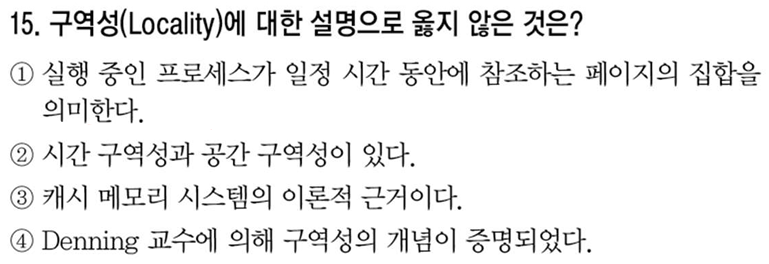 15. 구역성(Locality)에 대한 설명으로 옳지 않은 것은?
① 실행 중인 프로세스가 일정 시간 동안에 참조하는 페이지의 집합을
의미한다.
② 시간 구역성과 공간 구역성이 있다.
③ 캐시 메모리 시스템의 이론적 근거이다.
④ Denning 교수에 의해 구역성의 개념이 증명되었다.